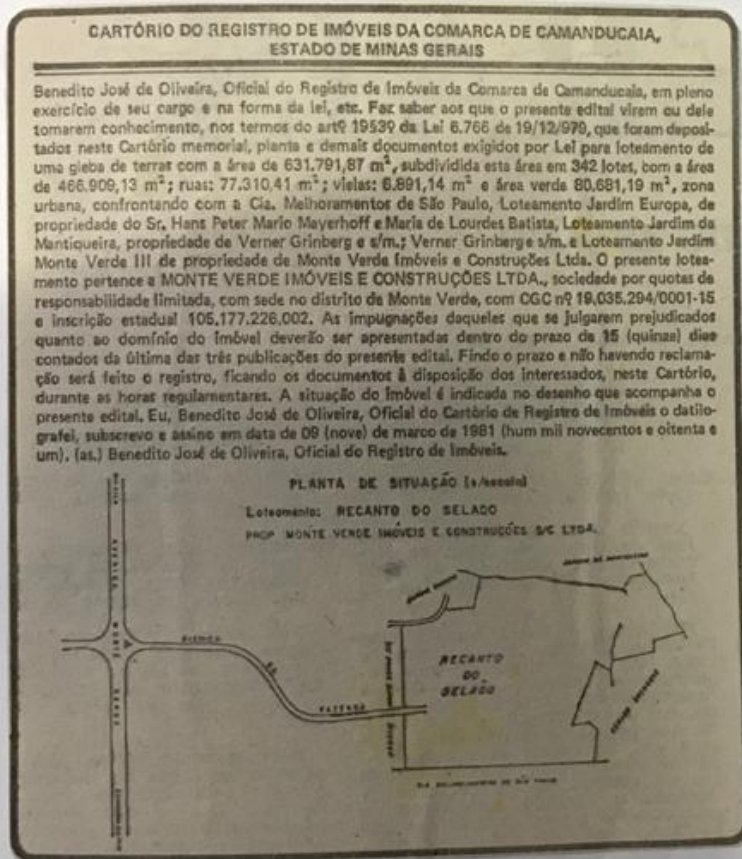 CARTÓRIO DO REGISTRO DE IMÓVEIS DA COMARCA DE CAMANDUCAIA,
ESTADO DE MINAS GERAIS
Benedito José de Oliveira, Oficial do Registro de Imóveis da Comarca de Camanducaia, em pleno
exercício de seu cargo e na forma da lei, etc. Faz saber aos que o presente edital virem ou dele
tomarem conhecimento, nos termos do artº 19539 da Lei 6.766 de 19/12/979, que foram deposi-
tados neste Cartório memorial, planta e demais documentos exigidos por Lei para loteamento de
uma gleba de terras com a área de 631.791,87 m², subdividida esta área em 342 lotes, com a área
de 466.909,13 m²; ruas: 77.310,41 m²; vielas: 6.891,14 m² e área verde 80.681,19 m², zona
urbana, confrontando com a Cia. Melhoramentos de São Paulo, Loteamento Jardim Europa, de
propriedade do Sr. Hans Peter Mario Mayerhoff e Maria de Lourdes Batista, Loteamento Jardim da
Mantiqueira, propriedade de Verner Grinberg e s/m.; Verner Grinberg e s/m. e Loteamento Jardim
Monte Verde III de propriedade de Monte Verde Imóveis e Construções Ltda. O presente lotea-
mento pertence a MONTE VERDE IMÓVEIS E CONSTRUÇÕES LTDA., sociedade por quotas de
responsabilidade limitada, com sede no distrito de Monte Verde, com CGC nº 19.035.294/0001-15
e inscrição estadual 105.177.226.002. As impugnações daqueles que se julgarem prejudicados
quanto ao domínio do imóvel deverão ser apresentadas dentro do prazo de 15 (quinze) dias
contados da última das três publicações do presente edital. Findo o prazo e não havendo reclama-
ção será feito o registro, ficando os documentos à disposição dos interessados, neste Cartório,
durante as horas regulamentares. A situação do imóvel é indicada no desenho que acompanha o
presente edital. Eu, Benedito José de Oliveira, Oficial do Cartório de Registro de Imóveis o datilo-
grafei, subscrevo e assino em data de 09 (nove) de marco de 1981 (hum mil novecentos e oitenta e
um). (as.) Benedito José de Oliveira, Oficial do Registro de Imóveis.
PLANTA DE SITUAÇÃO (s/escala)
Loteamento: RECANTO DO SELADO
PROP MONTE VERDE IMÓVEIS E CONSTRUÇÕES S/C LTDA.
AVENIDA
MONTE
VERDE
AVENIDA
DA
FAZENDA
RECANTO
DO
SELADO
CIA MELHORAMENTOS DE SÃO PAULO